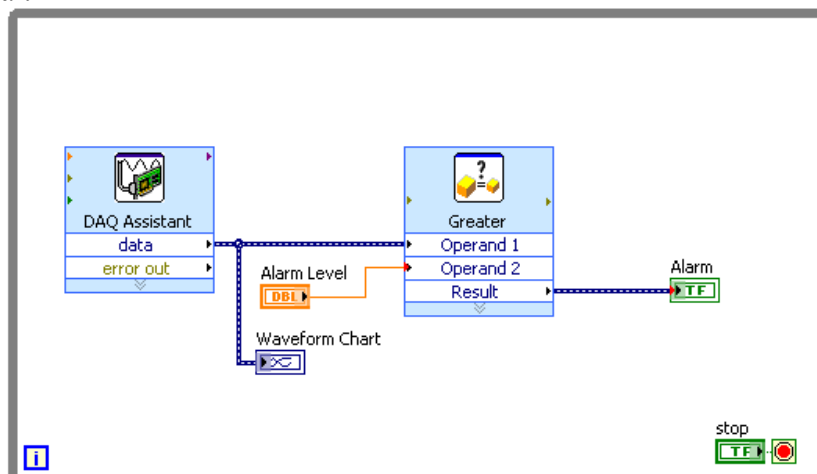 DAQ Assistant
data
error out
Alarm Level
DBL
Waveform Chart
?
=
Greater
Operand 1
Operand 2
Result
Alarm
TF
stop
TF
i